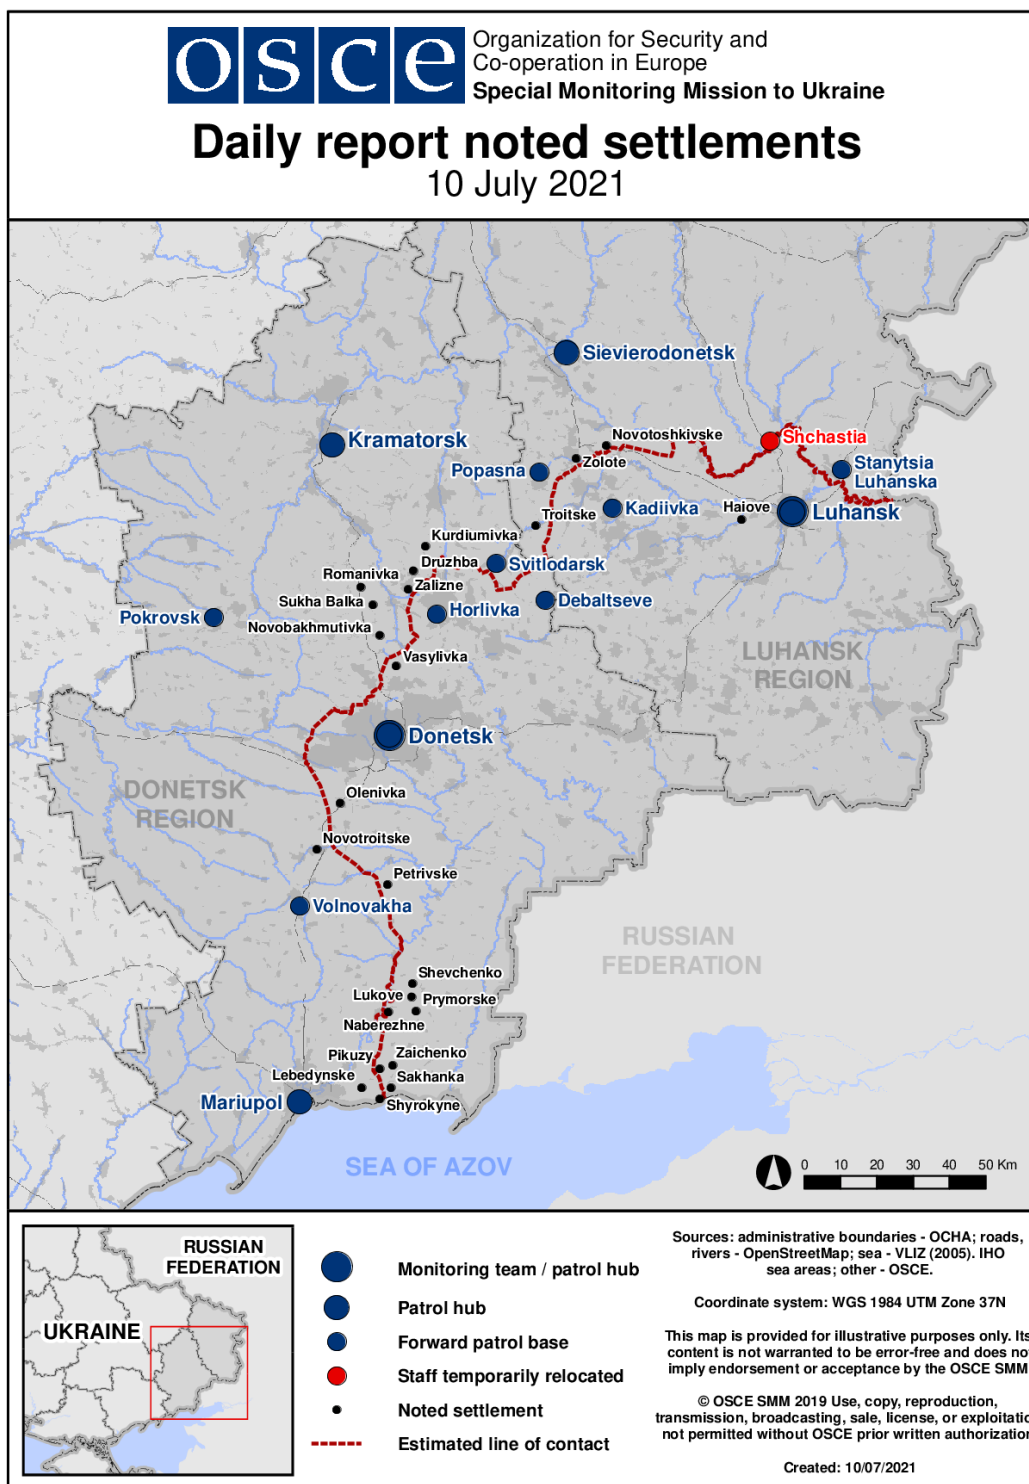 osce
Organization for Security and
Co-operation in Europe
Special Monitoring Mission to Ukraine
Daily report noted settlements
10 July 2021
Sievierodonetsk
Kramatorsk
Novotoshkivske
Shchastia
Zolote
Popasna
Stanytsia
Luhanska
Kadiivka
Haiove
Luhansk
Troitske
Kurdiumivka
Druzhba
Svitlodarsk
Romanivka
Zalizne
Sukha Balka
Horlivka
Debaltseve
Pokrovsk
Novobakhmutivka
Vasylivka
LUHANSK
REGION
Donetsk
DONETSK
REGION
Olenivka
Novotroitske
Petrivske
Volnovakha
RUSSIAN
FEDERATION
Shevchenko
Lukove
Prymorske
Naberezhne
Pikuzy
Zaichenko
Lebedynske
Sakhanka
Mariupol
Shyrokyne
SEA OF AZOV
0 10 20 30 40 50 Km
RUSSIAN
FEDERATION
UKRAINE
Monitoring team / patrol hub
Patrol hub
Forward patrol base
Staff temporarily relocated
Noted settlement
Estimated line of contact
Sources: administrative boundaries - OCHA; roads,
rivers - OpenStreetMap; sea - VLIZ (2005). IHO
sea areas; other - OSCE.
Coordinate system: WGS 1984 UTM Zone 37N
This map is provided for illustrative purposes only. Its
content is not warranted to be error-free and does not
imply endorsement or acceptance by the OSCE SMM
© OSCE SMM 2019 Use, copy, reproduction,
transmission, broadcasting, sale, license, or exploitation
not permitted without OSCE prior written authorization
Created: 10/07/2021